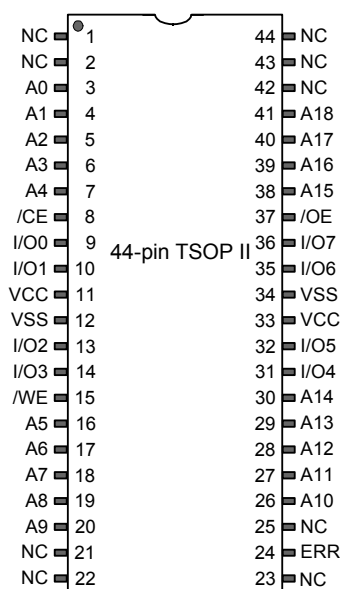 NC 1 44 NC
NC 2 43 NC
A0 3 42 NC
A1 4 41 A18
A2 5 40 A17
A3 6 39 A16
A4 7 38 A15
/CE 8 37 /OE
I/O0 9 36 I/O7
44-pin TSOP II
I/O1 10 35 I/O6
VCC 11 34 VSS
VSS 12 33 VCC
I/O2 13 32 I/O5
I/O3 14 31 I/O4
/WE 15 30 A14
A5 16 29 A13
A6 17 28 A12
A7 18 27 A11
A8 19 26 A10
A9 20 25 NC
NC 21 24 ERR
NC 22 23 NC